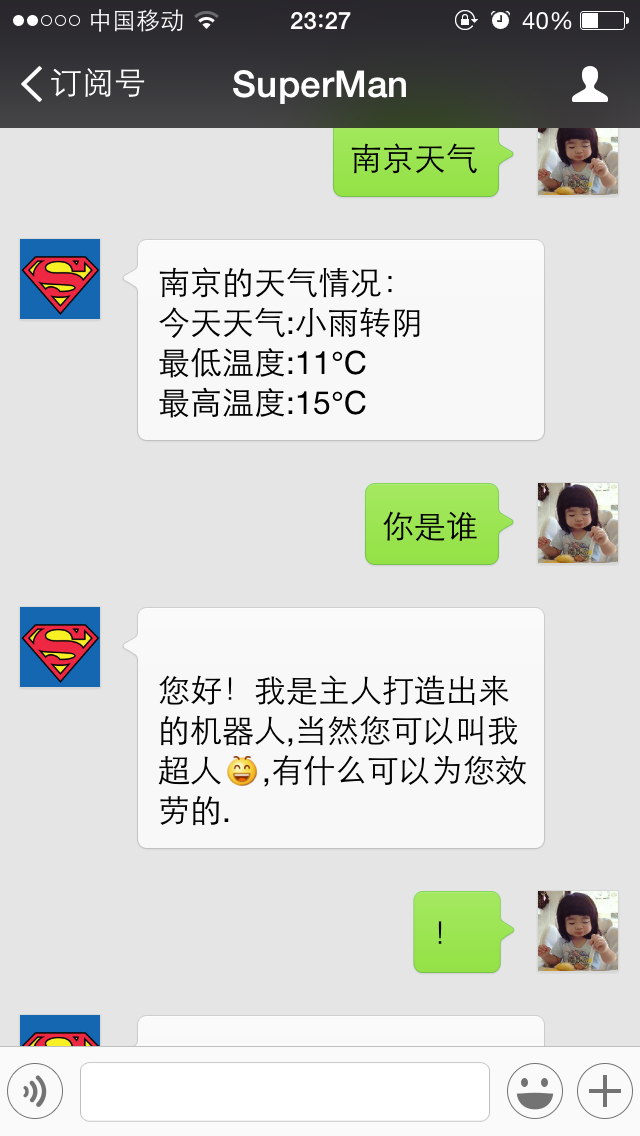 中国移动 23:27 40%
订阅号 SuperMan
南京天气
南京的天气情况：
今天天气:小雨转阴
最低温度:11°C
最高温度:15°C
你是谁
您好！我是主人打造出来
的机器人,当然您可以叫我
超人😄,有什么可以为您效
劳的.
！